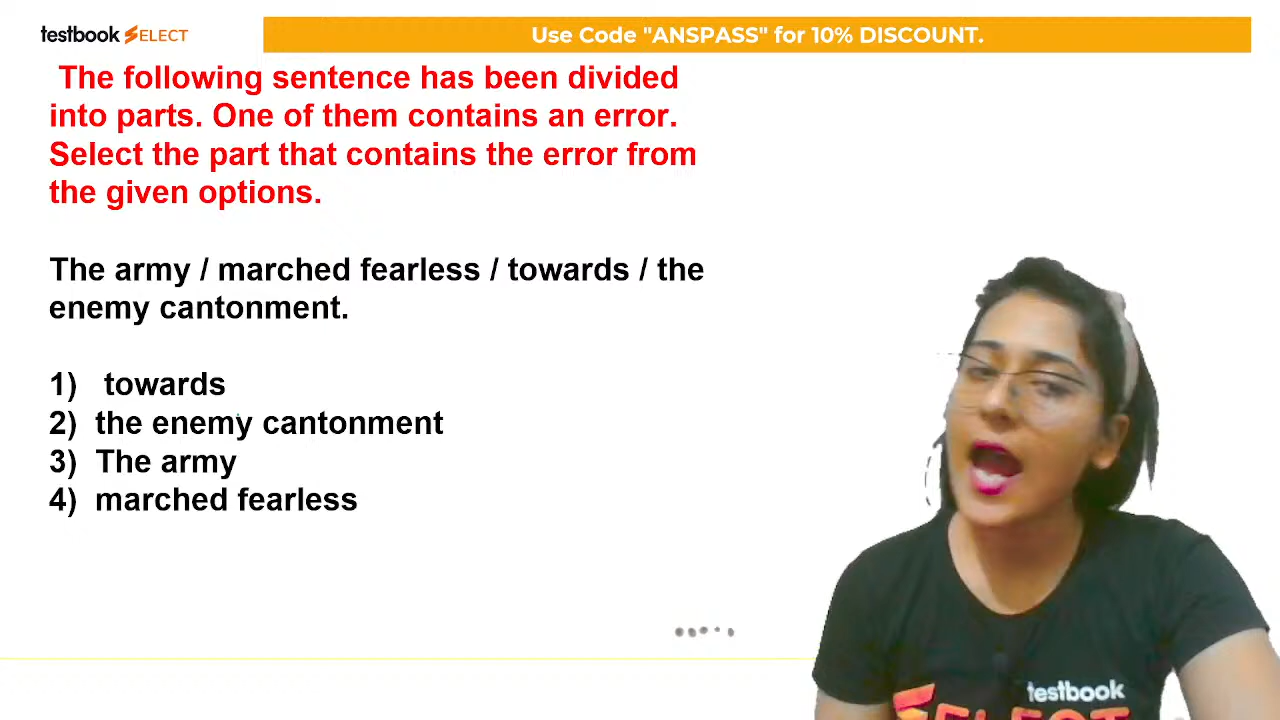 testbook SELECT
Use Code "ANSPASS" for 10% DISCOUNT.
The following sentence has been divided
into parts. One of them contains an error.
Select the part that contains the error from
the given options.
The army / marched fearless / towards / the
enemy cantonment.
1) towards
2) the enemy cantonment
3) The army
4) marched fearless
testbook
SELECT